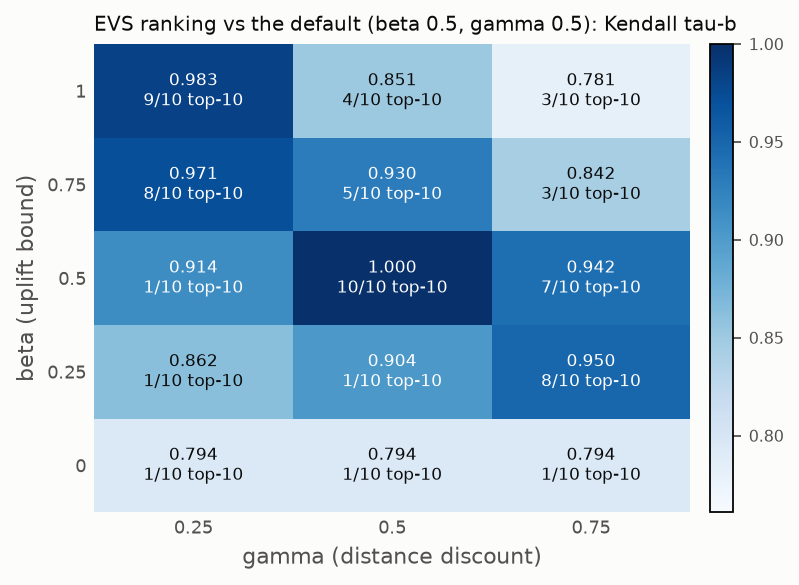 EVS ranking vs the default (beta 0.5, gamma 0.5): Kendall tau-b
beta (uplift bound)
1
0.983
9/10 top-10
0.851
4/10 top-10
0.781
3/10 top-10
0.75
0.971
8/10 top-10
0.930
5/10 top-10
0.842
3/10 top-10
0.5
0.914
1/10 top-10
1.000
10/10 top-10
0.942
7/10 top-10
0.25
0.862
1/10 top-10
0.904
1/10 top-10
0.950
8/10 top-10
0
0.794
1/10 top-10
0.794
1/10 top-10
0.794
1/10 top-10
0.25
0.5
0.75
gamma (distance discount)
1.00
0.95
0.90
0.85
0.80